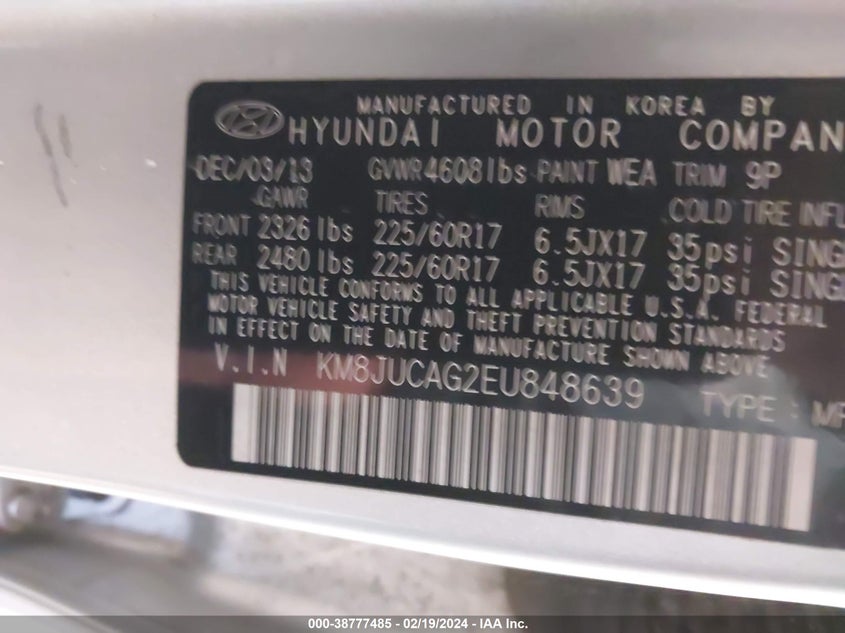 MANUFACTURED IN KOREA BY
HYUNDAI MOTOR COMPAN
DEC/03/13 GVWR 4608lbs PAINT WEA TRIM 9P
GAWR TIRES RIMS COLD TIRE INFL
FRONT 2326 lbs 225/60R17 6.5JX17 35psi SING
REAR 2480 lbs 225/60R17 6.5JX17 35psi SING
THIS VEHICLE CONFORMS TO ALL APPLICABLE U.S.A. FEDERAL
MOTOR VEHICLE SAFETY AND THEFT PREVENTION STANDARDS
IN EFFECT ON THE DATE OF MANUFACTURE SHOWN ABOVE
V.I.N KM8JUCAG2EU848639 TYPE : MP
000-38777485 - 02/19/2024 - IAA Inc.